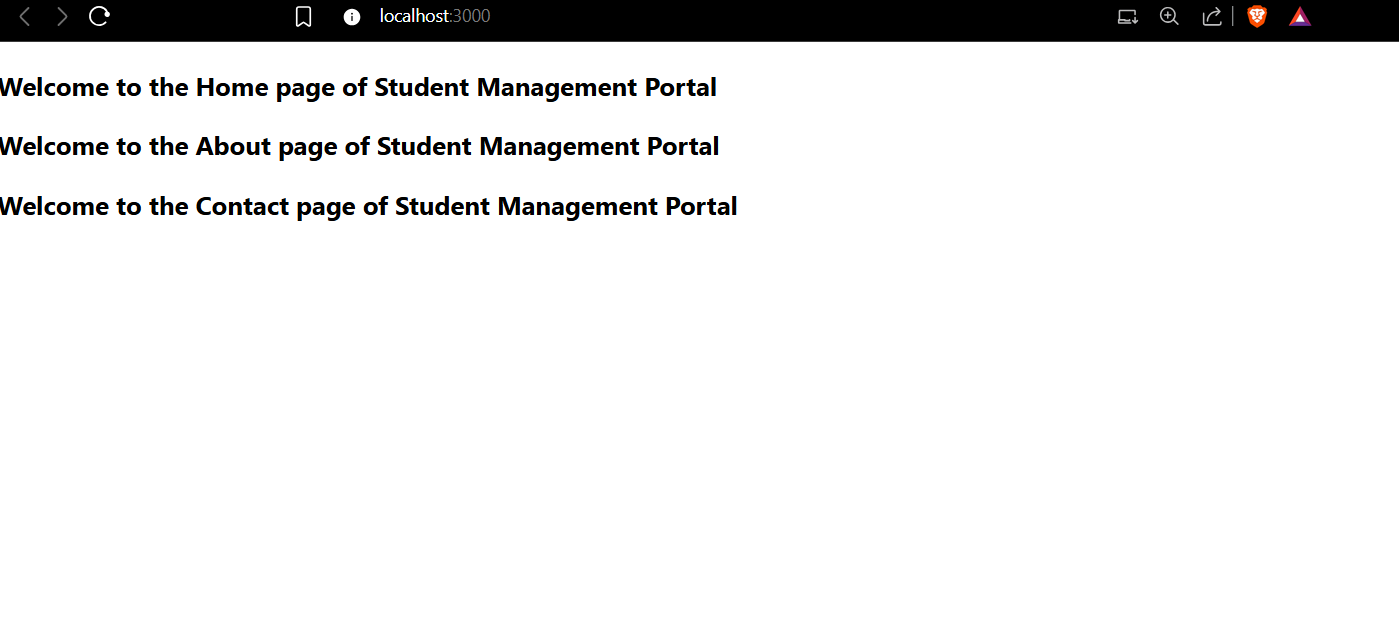 localhost:3000
Welcome to the Home page of Student Management Portal
Welcome to the About page of Student Management Portal
Welcome to the Contact page of Student Management Portal